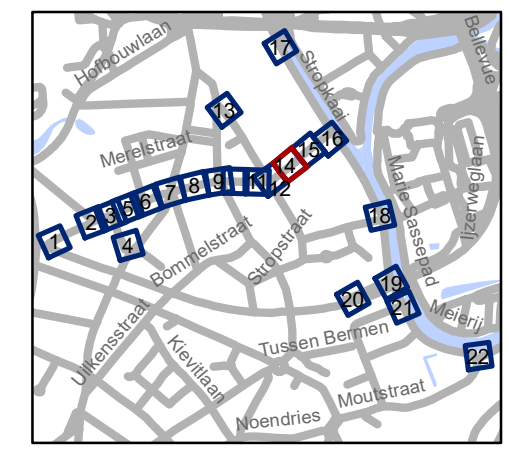 Hofbouwlaan
17
Stropkaai
Bellevue
13
Merelstraat
15
16
14
1
2
3
5
6
7
8
9
11
12
4
Marie Sassepad
Ijzerweglaan
18
Bommelstraat
Stropstraat
19
20
21
Meierij
Uilkensstraat
Kievitlaan
Tussen Bermen
22
Moutstraat
Noendries